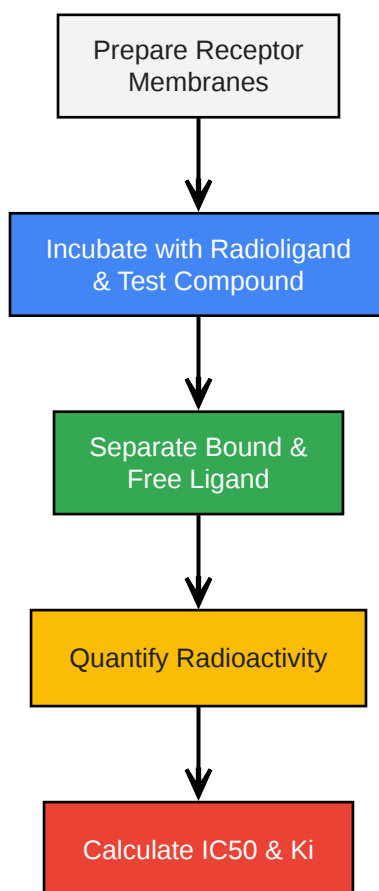 Prepare Receptor
Membranes
Incubate with Radioligand
& Test Compound
Separate Bound &
Free Ligand
Quantify Radioactivity
Calculate IC50 & Ki